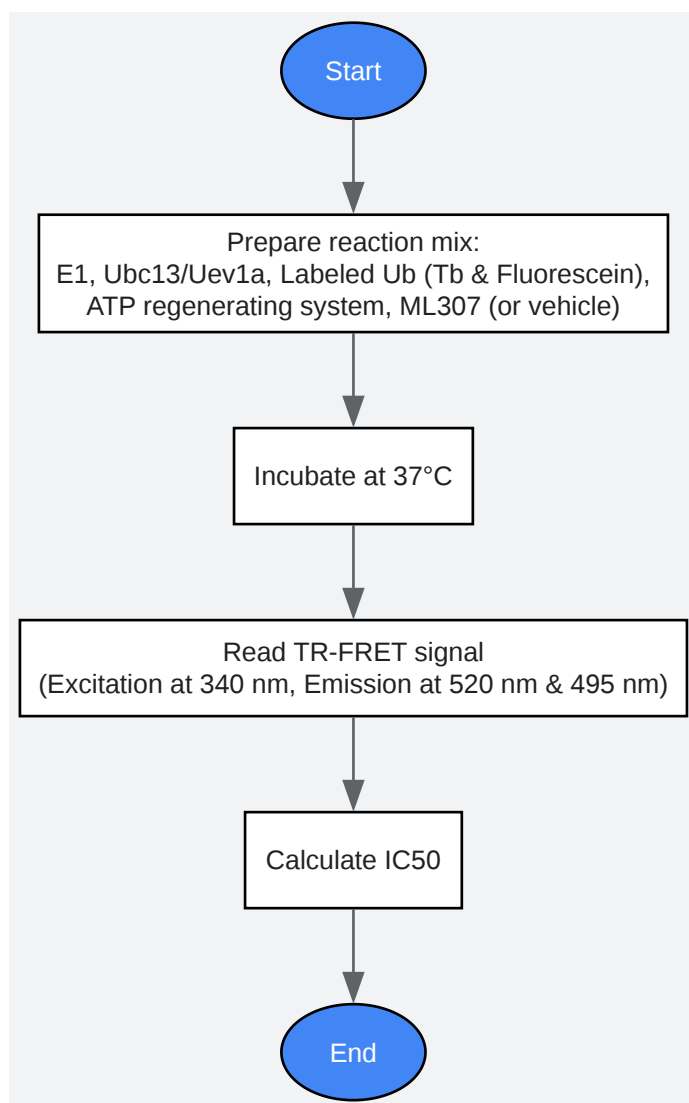 Start
Prepare reaction mix:
E1, Ubc13/Uev1a, Labeled Ub (Tb & Fluorescein),
ATP regenerating system, ML307 (or vehicle)
Incubate at 37°C
Read TR-FRET signal
(Excitation at 340 nm, Emission at 520 nm & 495 nm)
Calculate IC50
End